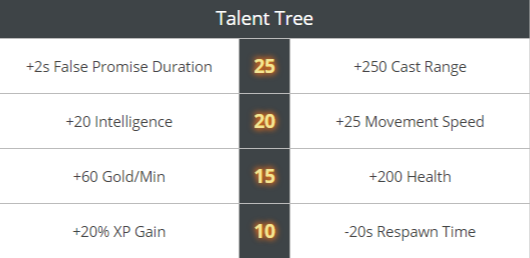 Talent Tree
+2s False Promise Duration 25 +250 Cast Range
+20 Intelligence 20 +25 Movement Speed
+60 Gold/Min 15 +200 Health
+20% XP Gain 10 -20s Respawn Time